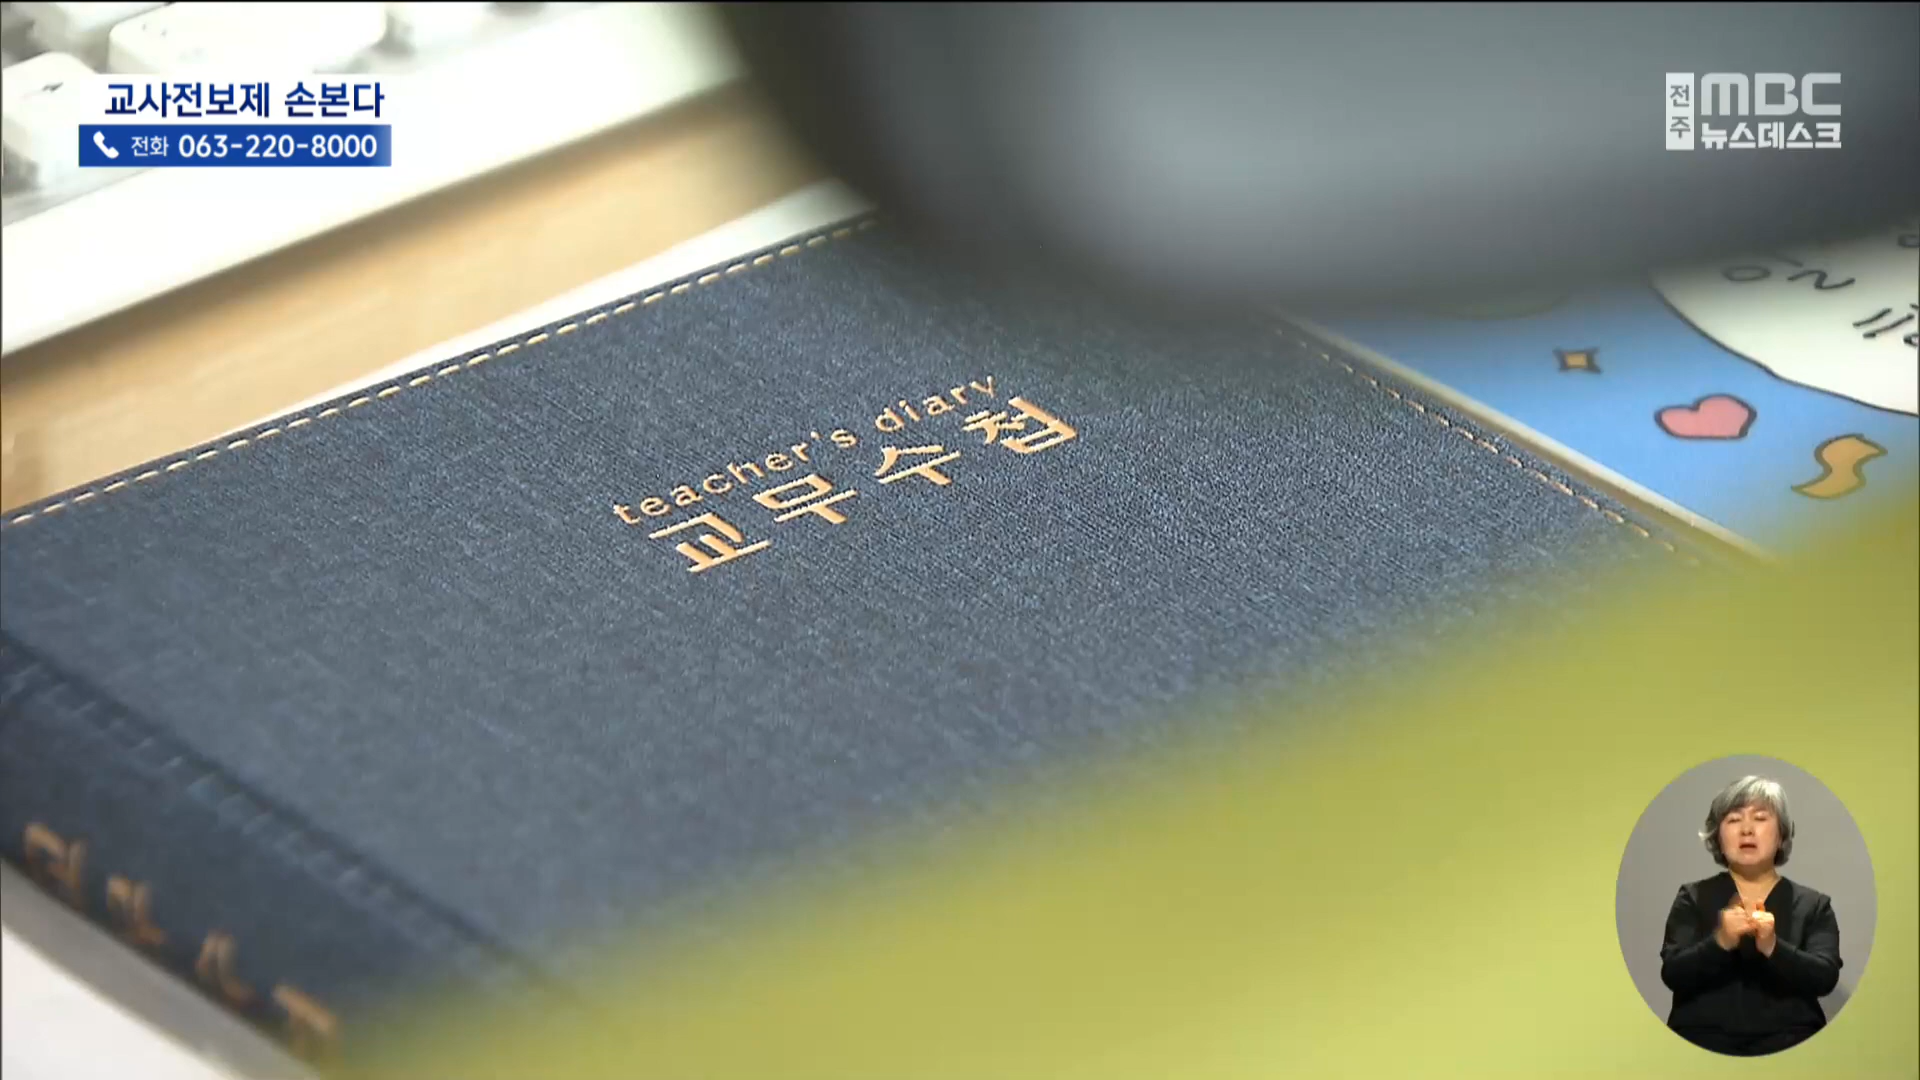 교사전보제 손본다
전화 063-220-8000
전주 MBC
뉴스데스크
teacher's diary
교무수첩